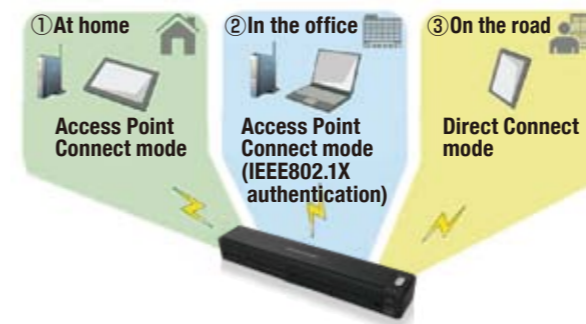 ①At home
Access Point
Connect mode
②In the office
Access Point
Connect mode
(IEEE802.1X
authentication)
③On the road
Direct Connect
mode